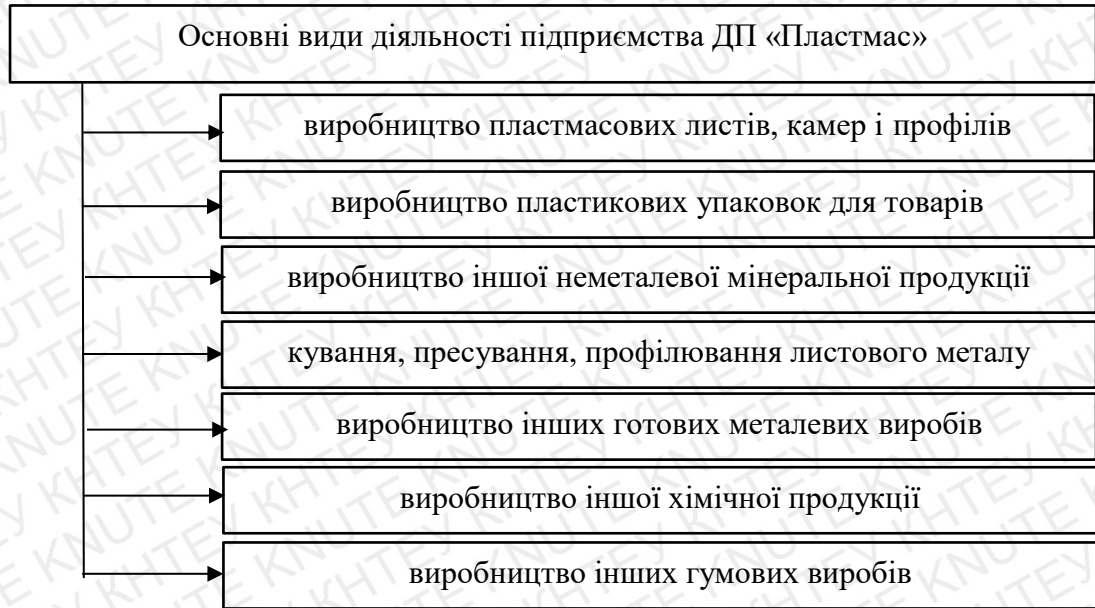 Основні види діяльності підприємства ДП «Пластмас»
виробництво пластмасових листів, камер і профілів
виробництво пластикових упаковок для товарів
виробництво іншої неметалевої мінеральної продукції
кування, пресування, профілювання листового металу
виробництво інших готових металевих виробів
виробництво іншої хімічної продукції
виробництво інших гумових виробів